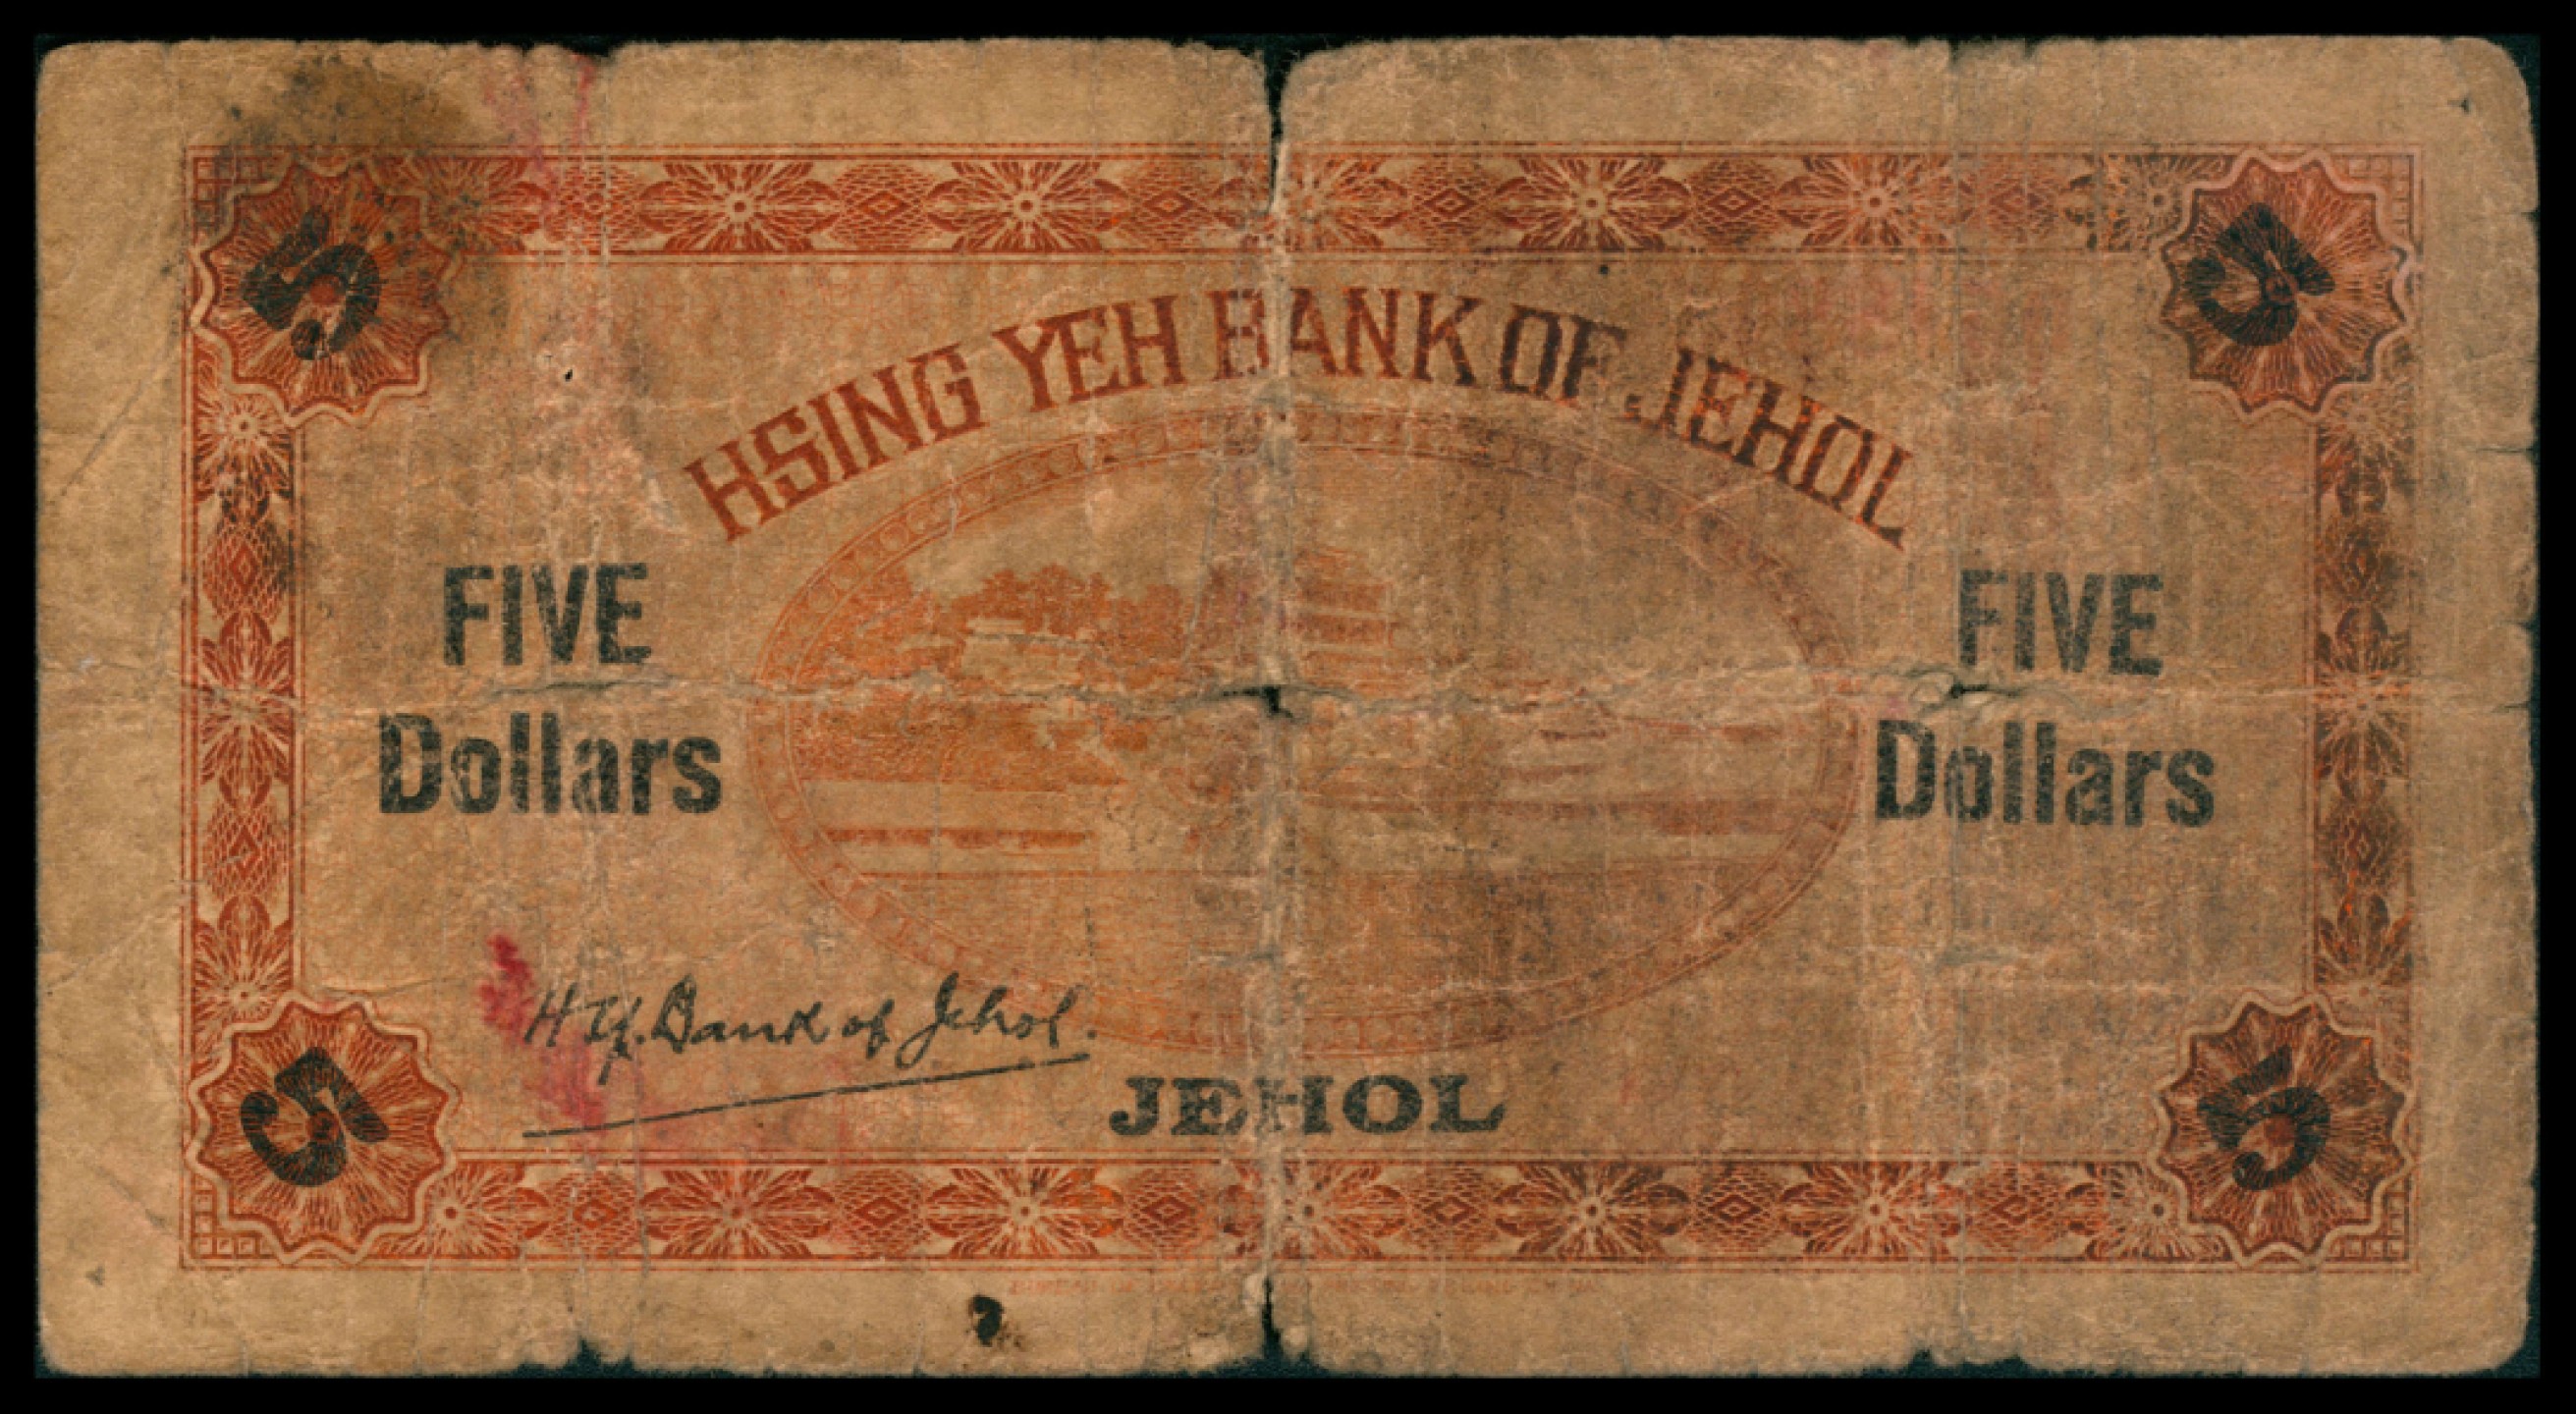 5 5
HSING YEH BANK OF JEHOL
FIVE FIVE
Dollars Dollars
H.Y. Bank of Jehol.
JEHOL
5 5